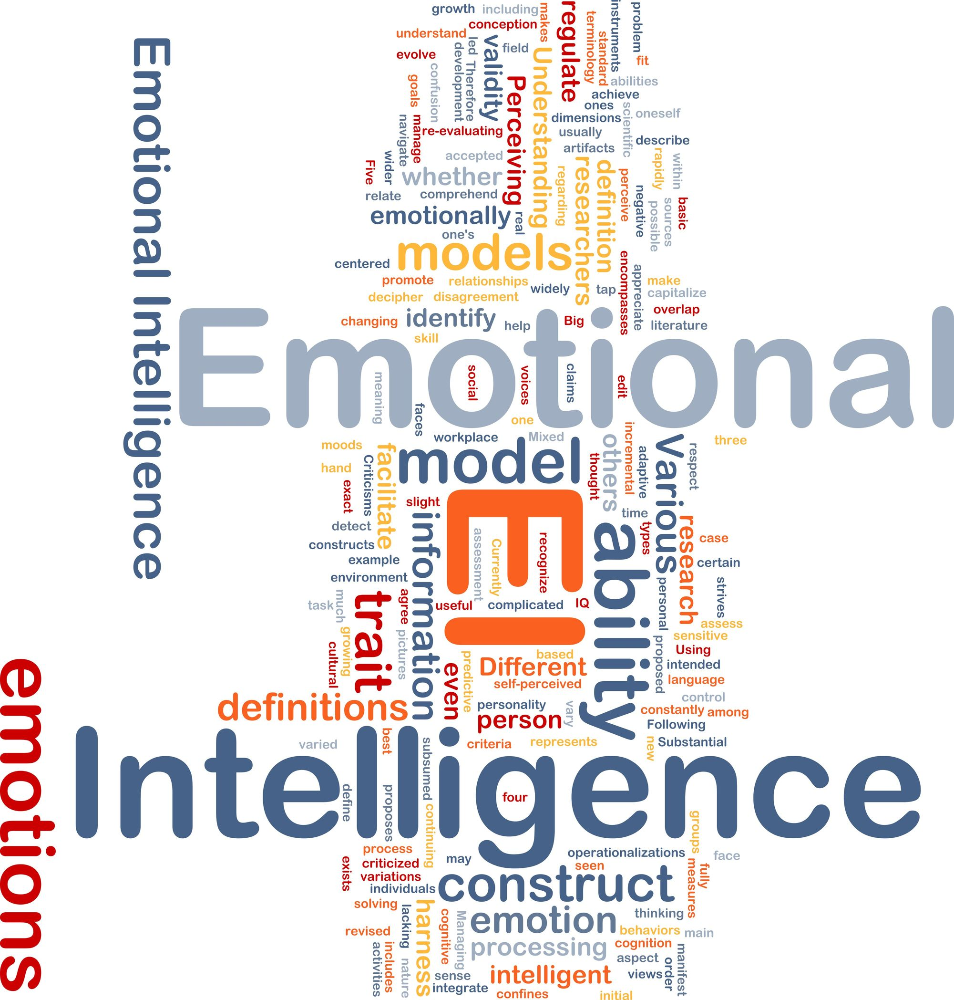 growth
including
makes
regulate
instruments
problem
terminology
conception
understand
standard
led
validity
field
development
Understanding
evolve
fit
Therefore
confusion
goals
Perceiving
abilities
achieve
ones
scientific
oneself
dimensions
navigate
manage
re-evaluating
usually
describe
artifacts
rapidly
within
wider
accepted
researchers
definition
Five
whether
regarding
perceive
relate
comprehend
negative
sources
basic
possible
emotionally
real
one's
models
centered
encompasses
appreciate
promote
relationships
make
widely
tap
capitalize
decipher
disagreement
overlap
identify
changing
help
Big
literature
skill
Emotional Intelligence
Emotional
social
voices
claims
meaning
edit
faces
one
workplace
Mixed
others
incremental
Various
three
moods
facilitate
model
adaptive
respect
hand
Criticisms
thought
exact
slight
EI
time
information
research
detect
assessment
Currently
recognize
ability
types
case
constructs
example
certain
environment
personal
strives
task
much
trait
agree
useful
complicated
IQ
assess
growing
pictures
sensitive
cultural
proposed
Using
predictive
based
intended
even
Different
language
self-perceived
control
definitions
personality
vary
constantly
among
person
Following
emotions
Intelligence
best
varied
subsumed
criteria
represents
new
Substantial
define
proposes
four
continuing
groups
process
operationalizations
face
exists
criticized
may
seen
measures
fully
variations
construct
individuals
solving
lacking
harness
cognitive
Managing
emotion
thinking
revised
behaviors
main
activities
includes
processing
cognition
nature
aspect
order
manifest
sense
intelligent
views
integrate
confines
initial